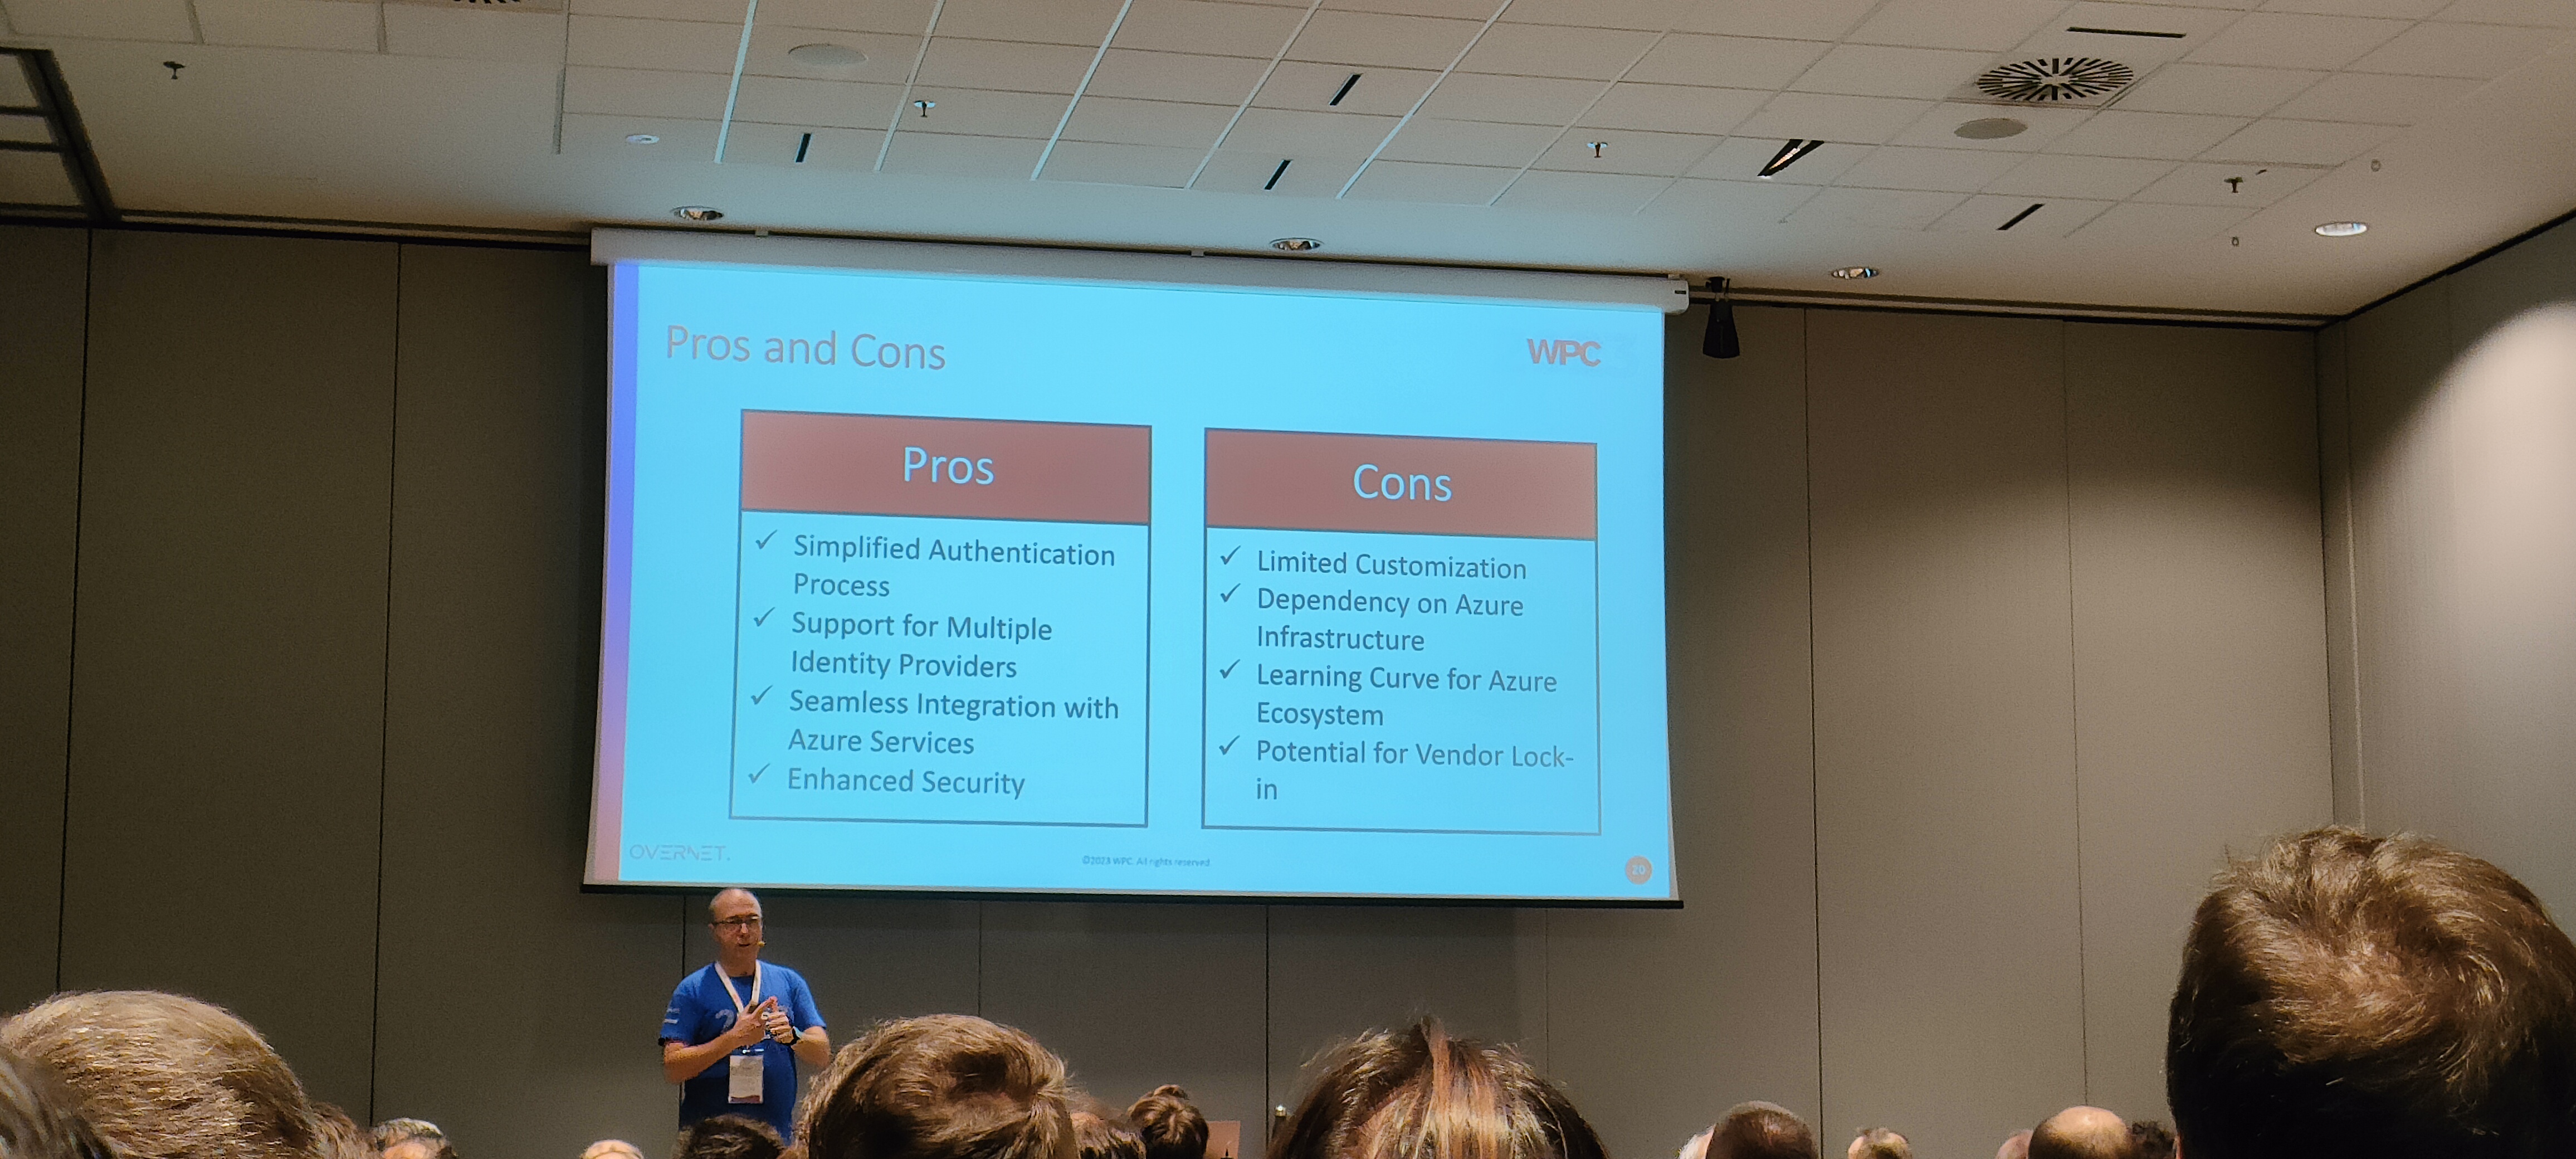 Pros and Cons
WPC
Pros
Simplified Authentication
Process
Support for Multiple
Identity Providers
Seamless Integration with
Azure Services
Enhanced Security
Cons
Limited Customization
Dependency on Azure
Infrastructure
Learning Curve for Azure
Ecosystem
Potential for Vendor Lock-
in
OVERNET.
©2023 WPC. All rights reserved
20